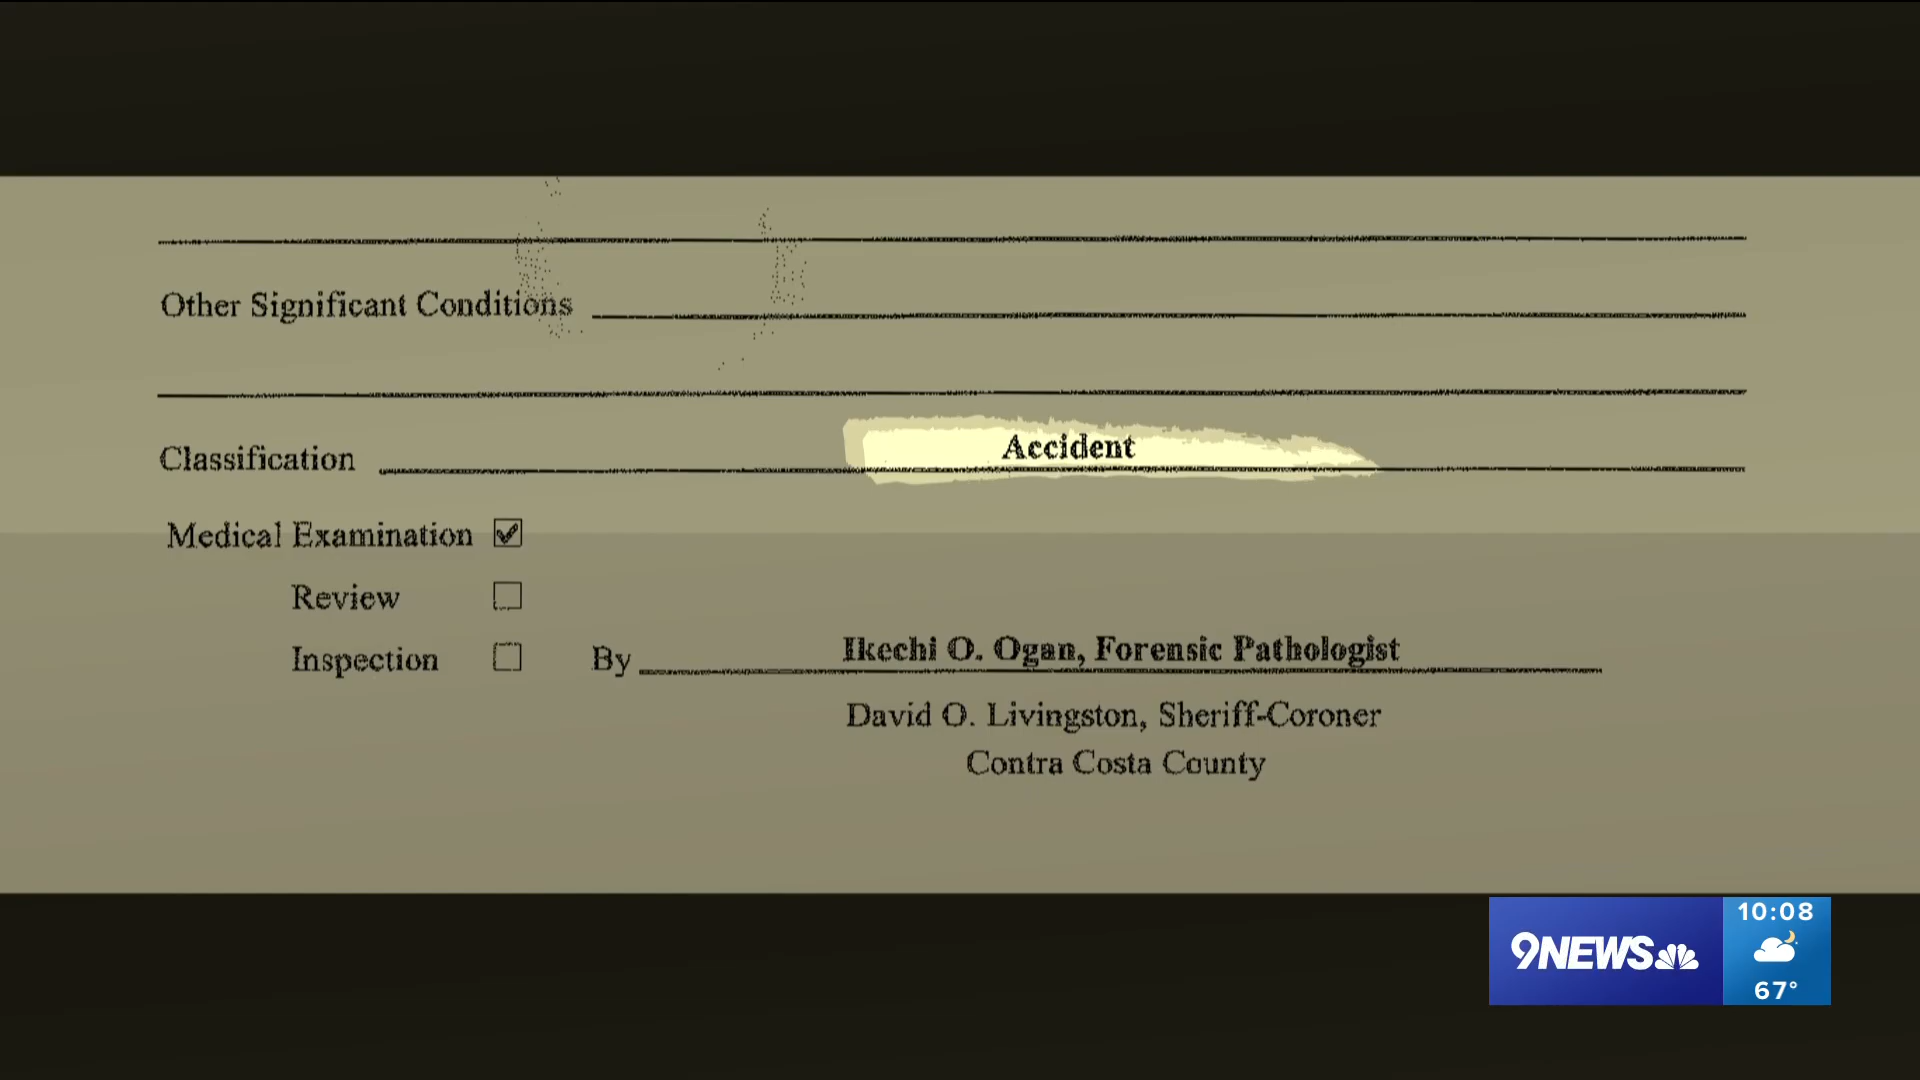 Other Significant Conditions
Classification Accident
Medical Examination
Review
Inspection By Ikechi O. Ogan, Forensic Pathologist
David O. Livingston, Sheriff-Coroner
Contra Costa County
10:08
9NEWS
67°